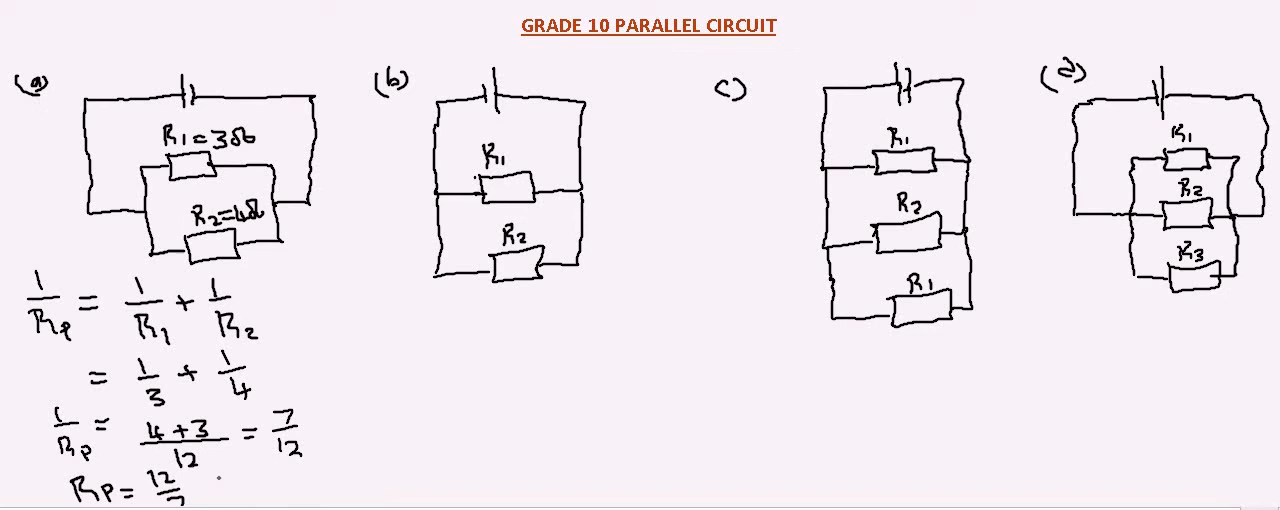 GRADE 10 PARALLEL CIRCUIT
(a)
R1 = 3Ω
R2 = 4Ω
1/Rp = 1/R1 + 1/R2
= 1/3 + 1/4
1/Rp = 4+3/12 = 7/12
Rp = 12/7
(b)
R1
R2
c)
R1
R2
R1
(d)
R1
R2
R3